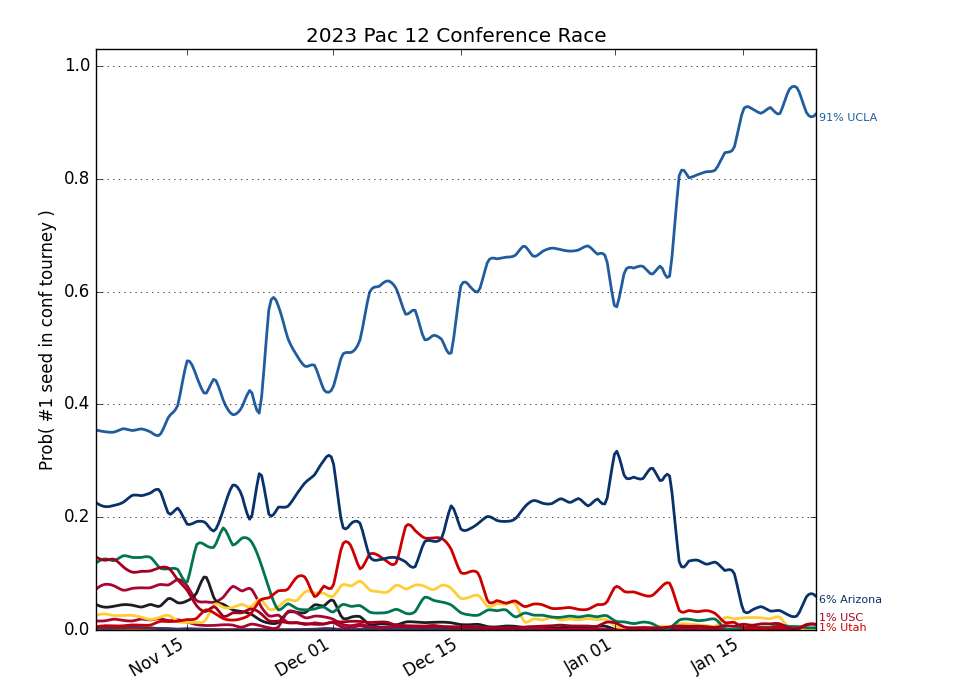 2023 Pac 12 Conference Race
Prob( #1 seed in conf tourney )
1.0
0.8
0.6
0.4
0.2
0.0
Nov 15
Dec 01
Dec 15
Jan 01
Jan 15
91% UCLA
6% Arizona
1% USC
1% Utah